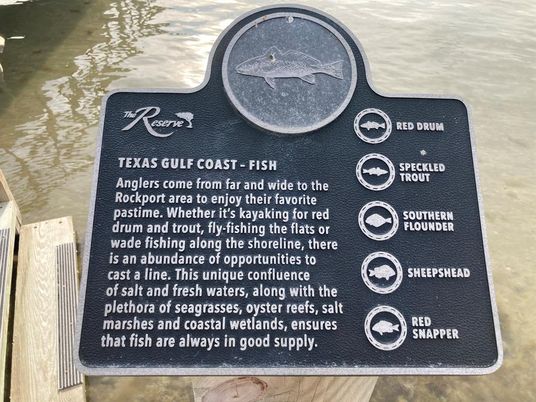 The Reserve
TEXAS GULF COAST - FISH
Anglers come from far and wide to the
Rockport area to enjoy their favorite
pastime. Whether it's kayaking for red
drum and trout, fly-fishing the flats or
wade fishing along the shoreline, there
is an abundance of opportunities to
cast a line. This unique confluence
of salt and fresh waters, along with the
plethora of seagrasses, oyster reefs, salt
marshes and coastal wetlands, ensures
that fish are always in good supply.
RED DRUM
SPECKLED
TROUT
SOUTHERN
FLOUNDER
SHEEPSHEAD
RED
SNAPPER